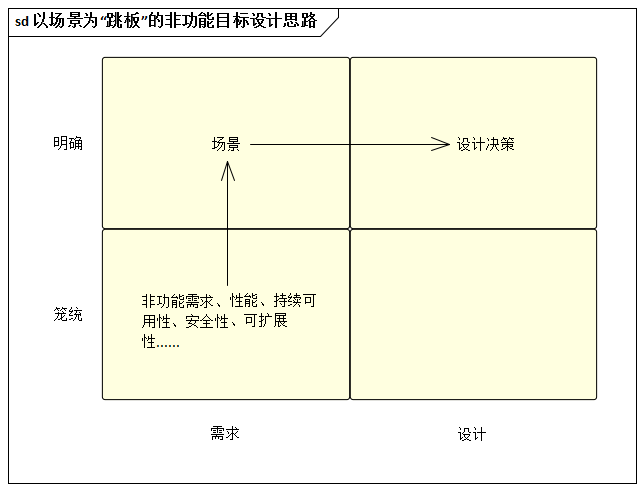 sd 以场景为“跳板”的非功能目标设计思路
明确
场景
设计决策
笼统
非功能需求、性能、持续可
用性、安全性、可扩展
性......
需求
设计